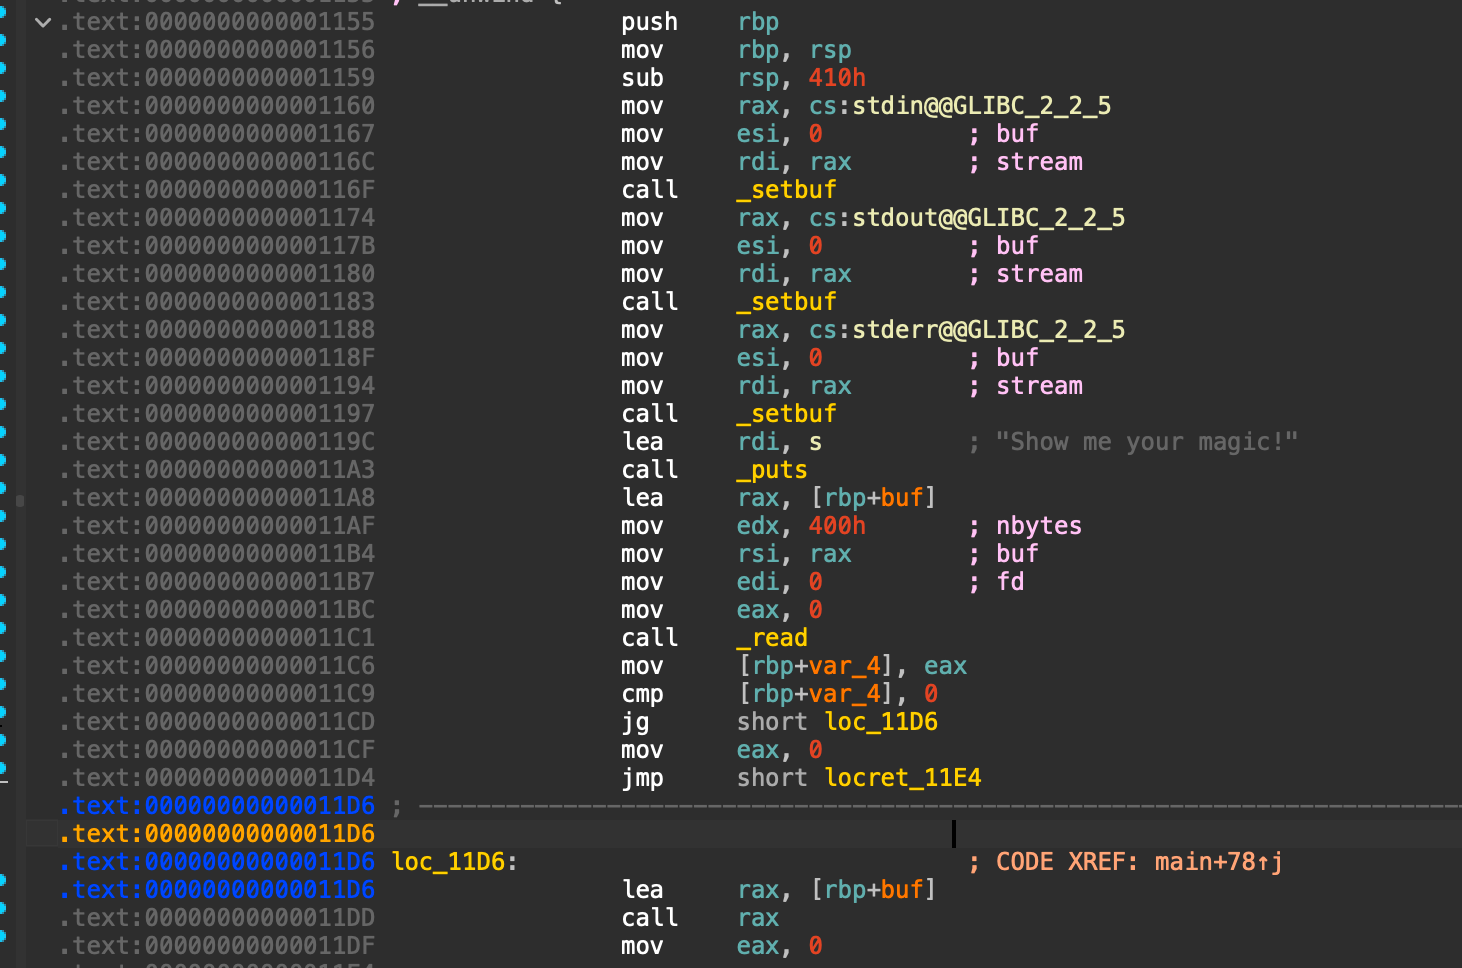 ; __unwind {
.text:0000000000001155 push rbp
.text:0000000000001156 mov rbp, rsp
.text:0000000000001159 sub rsp, 410h
.text:0000000000001160 mov rax, cs:stdin@@GLIBC_2_2_5
.text:0000000000001167 mov esi, 0 ; buf
.text:000000000000116C mov rdi, rax ; stream
.text:000000000000116F call _setbuf
.text:0000000000001174 mov rax, cs:stdout@@GLIBC_2_2_5
.text:000000000000117B mov esi, 0 ; buf
.text:0000000000001180 mov rdi, rax ; stream
.text:0000000000001183 call _setbuf
.text:0000000000001188 mov rax, cs:stderr@@GLIBC_2_2_5
.text:000000000000118F mov esi, 0 ; buf
.text:0000000000001194 mov rdi, rax ; stream
.text:0000000000001197 call _setbuf
.text:000000000000119C lea rdi, s ; "Show me your magic!"
.text:00000000000011A3 call _puts
.text:00000000000011A8 lea rax, [rbp+buf]
.text:00000000000011AF mov edx, 400h ; nbytes
.text:00000000000011B4 mov rsi, rax ; buf
.text:00000000000011B7 mov edi, 0 ; fd
.text:00000000000011BC mov eax, 0
.text:00000000000011C1 call _read
.text:00000000000011C6 mov [rbp+var_4], eax
.text:00000000000011C9 cmp [rbp+var_4], 0
.text:00000000000011CD jg short loc_11D6
.text:00000000000011CF mov eax, 0
.text:00000000000011D4 jmp short locret_11E4
.text:00000000000011D6 ; ---------------------------------------------------------------------------
.text:00000000000011D6
.text:00000000000011D6 loc_11D6: ; CODE XREF: main+78↑j
.text:00000000000011D6 lea rax, [rbp+buf]
.text:00000000000011DD call rax
.text:00000000000011DF mov eax, 0